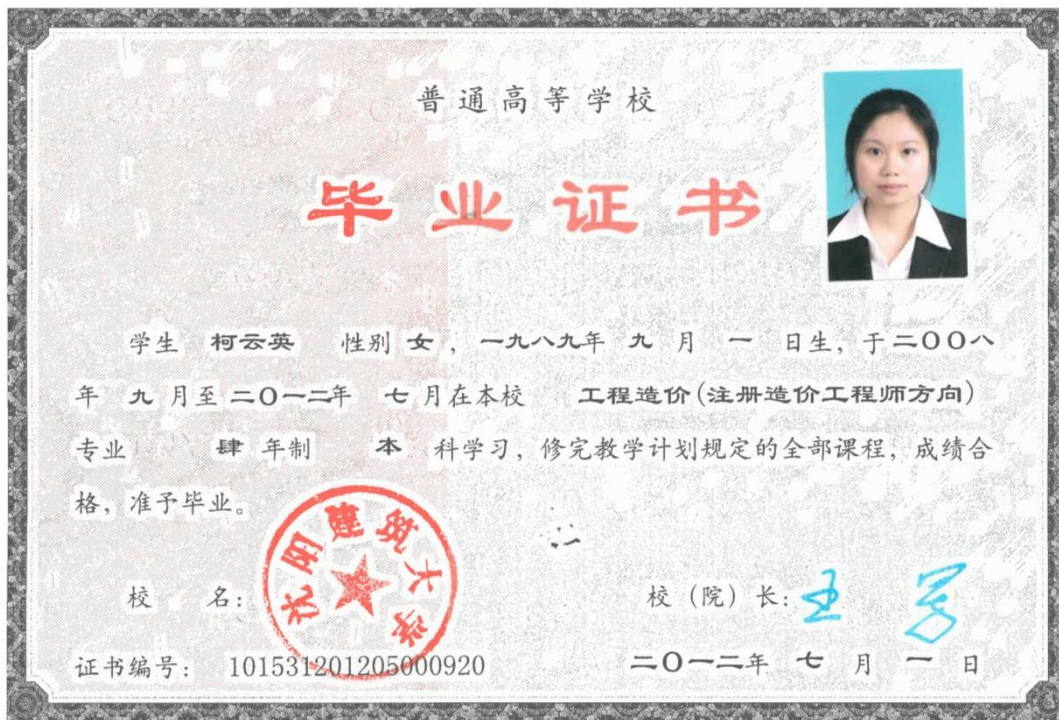 普通高等学校
毕业证书
学生 柯云英 性别 女，一九八九年 九 月 一 日生，于二〇〇八
年 九 月至 二〇一二年 七 月在本校 工程造价(注册造价工程师方向)
专业 肆 年制 本 科学习，修完教学计划规定的全部课程，成绩合
格，准予毕业。
沈阳建筑大学
校 名：
校（院）长：
证书编号： 101531201205000920
二〇一二年 七 月 一 日